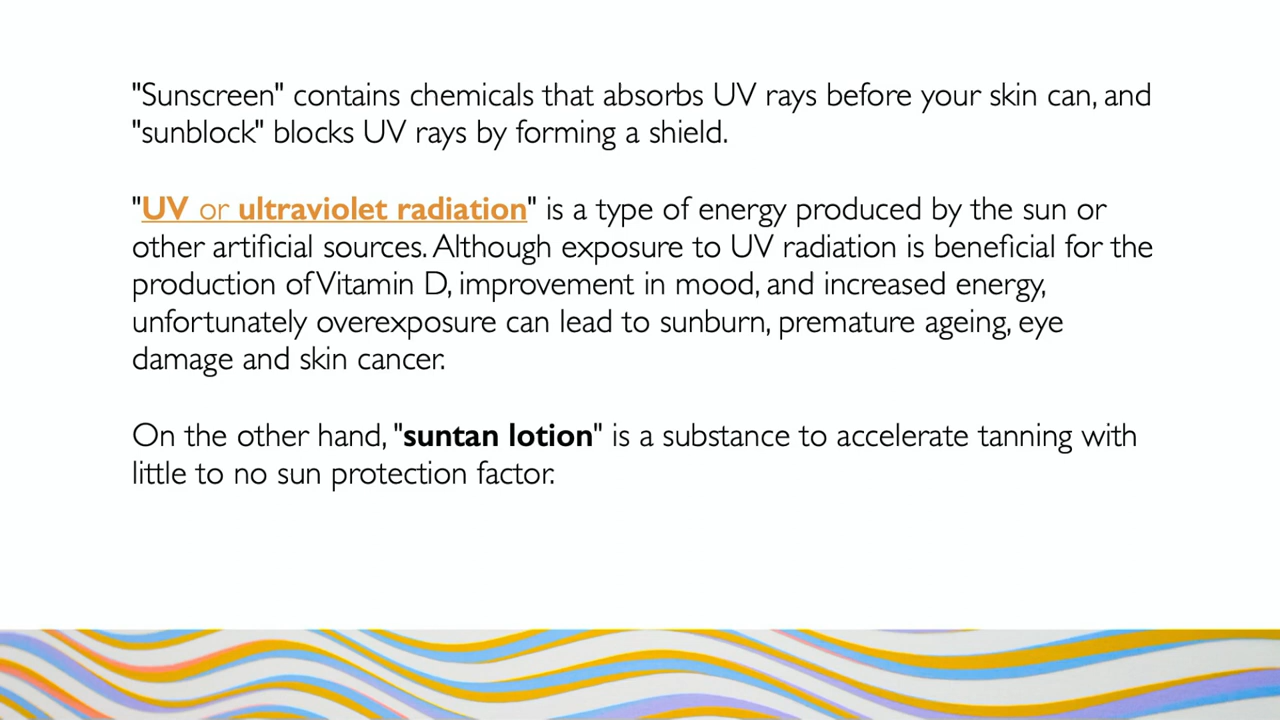 "Sunscreen" contains chemicals that absorbs UV rays before your skin can, and
"sunblock" blocks UV rays by forming a shield.
"UV or ultraviolet radiation" is a type of energy produced by the sun or
other artificial sources. Although exposure to UV radiation is beneficial for the
production of Vitamin D, improvement in mood, and increased energy,
unfortunately overexposure can lead to sunburn, premature ageing, eye
damage and skin cancer.
On the other hand, "suntan lotion" is a substance to accelerate tanning with
little to no sun protection factor.